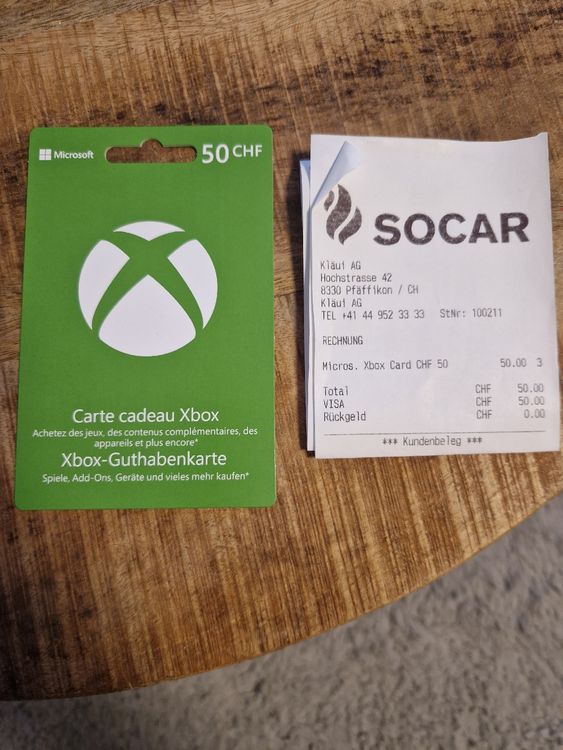 Microsoft
50 CHF
Carte cadeau Xbox
Achetez des jeux, des contenus complémentaires, des
appareils et plus encore*
Xbox-Guthabenkarte
Spiele, Add-Ons, Geräte und vieles mehr kaufen*
SOCAR
Kläui AG
Hochstrasse 42
8330 Pfäffikon / CH
Kläui AG
TEL +41 44 952 33 33 StNr: 100211
RECHNUNG
Micros. Xbox Card CHF 50 50.00 3
Total CHF 50.00
VISA CHF 50.00
Rückgeld CHF 0.00
*** Kundenbeleg ***